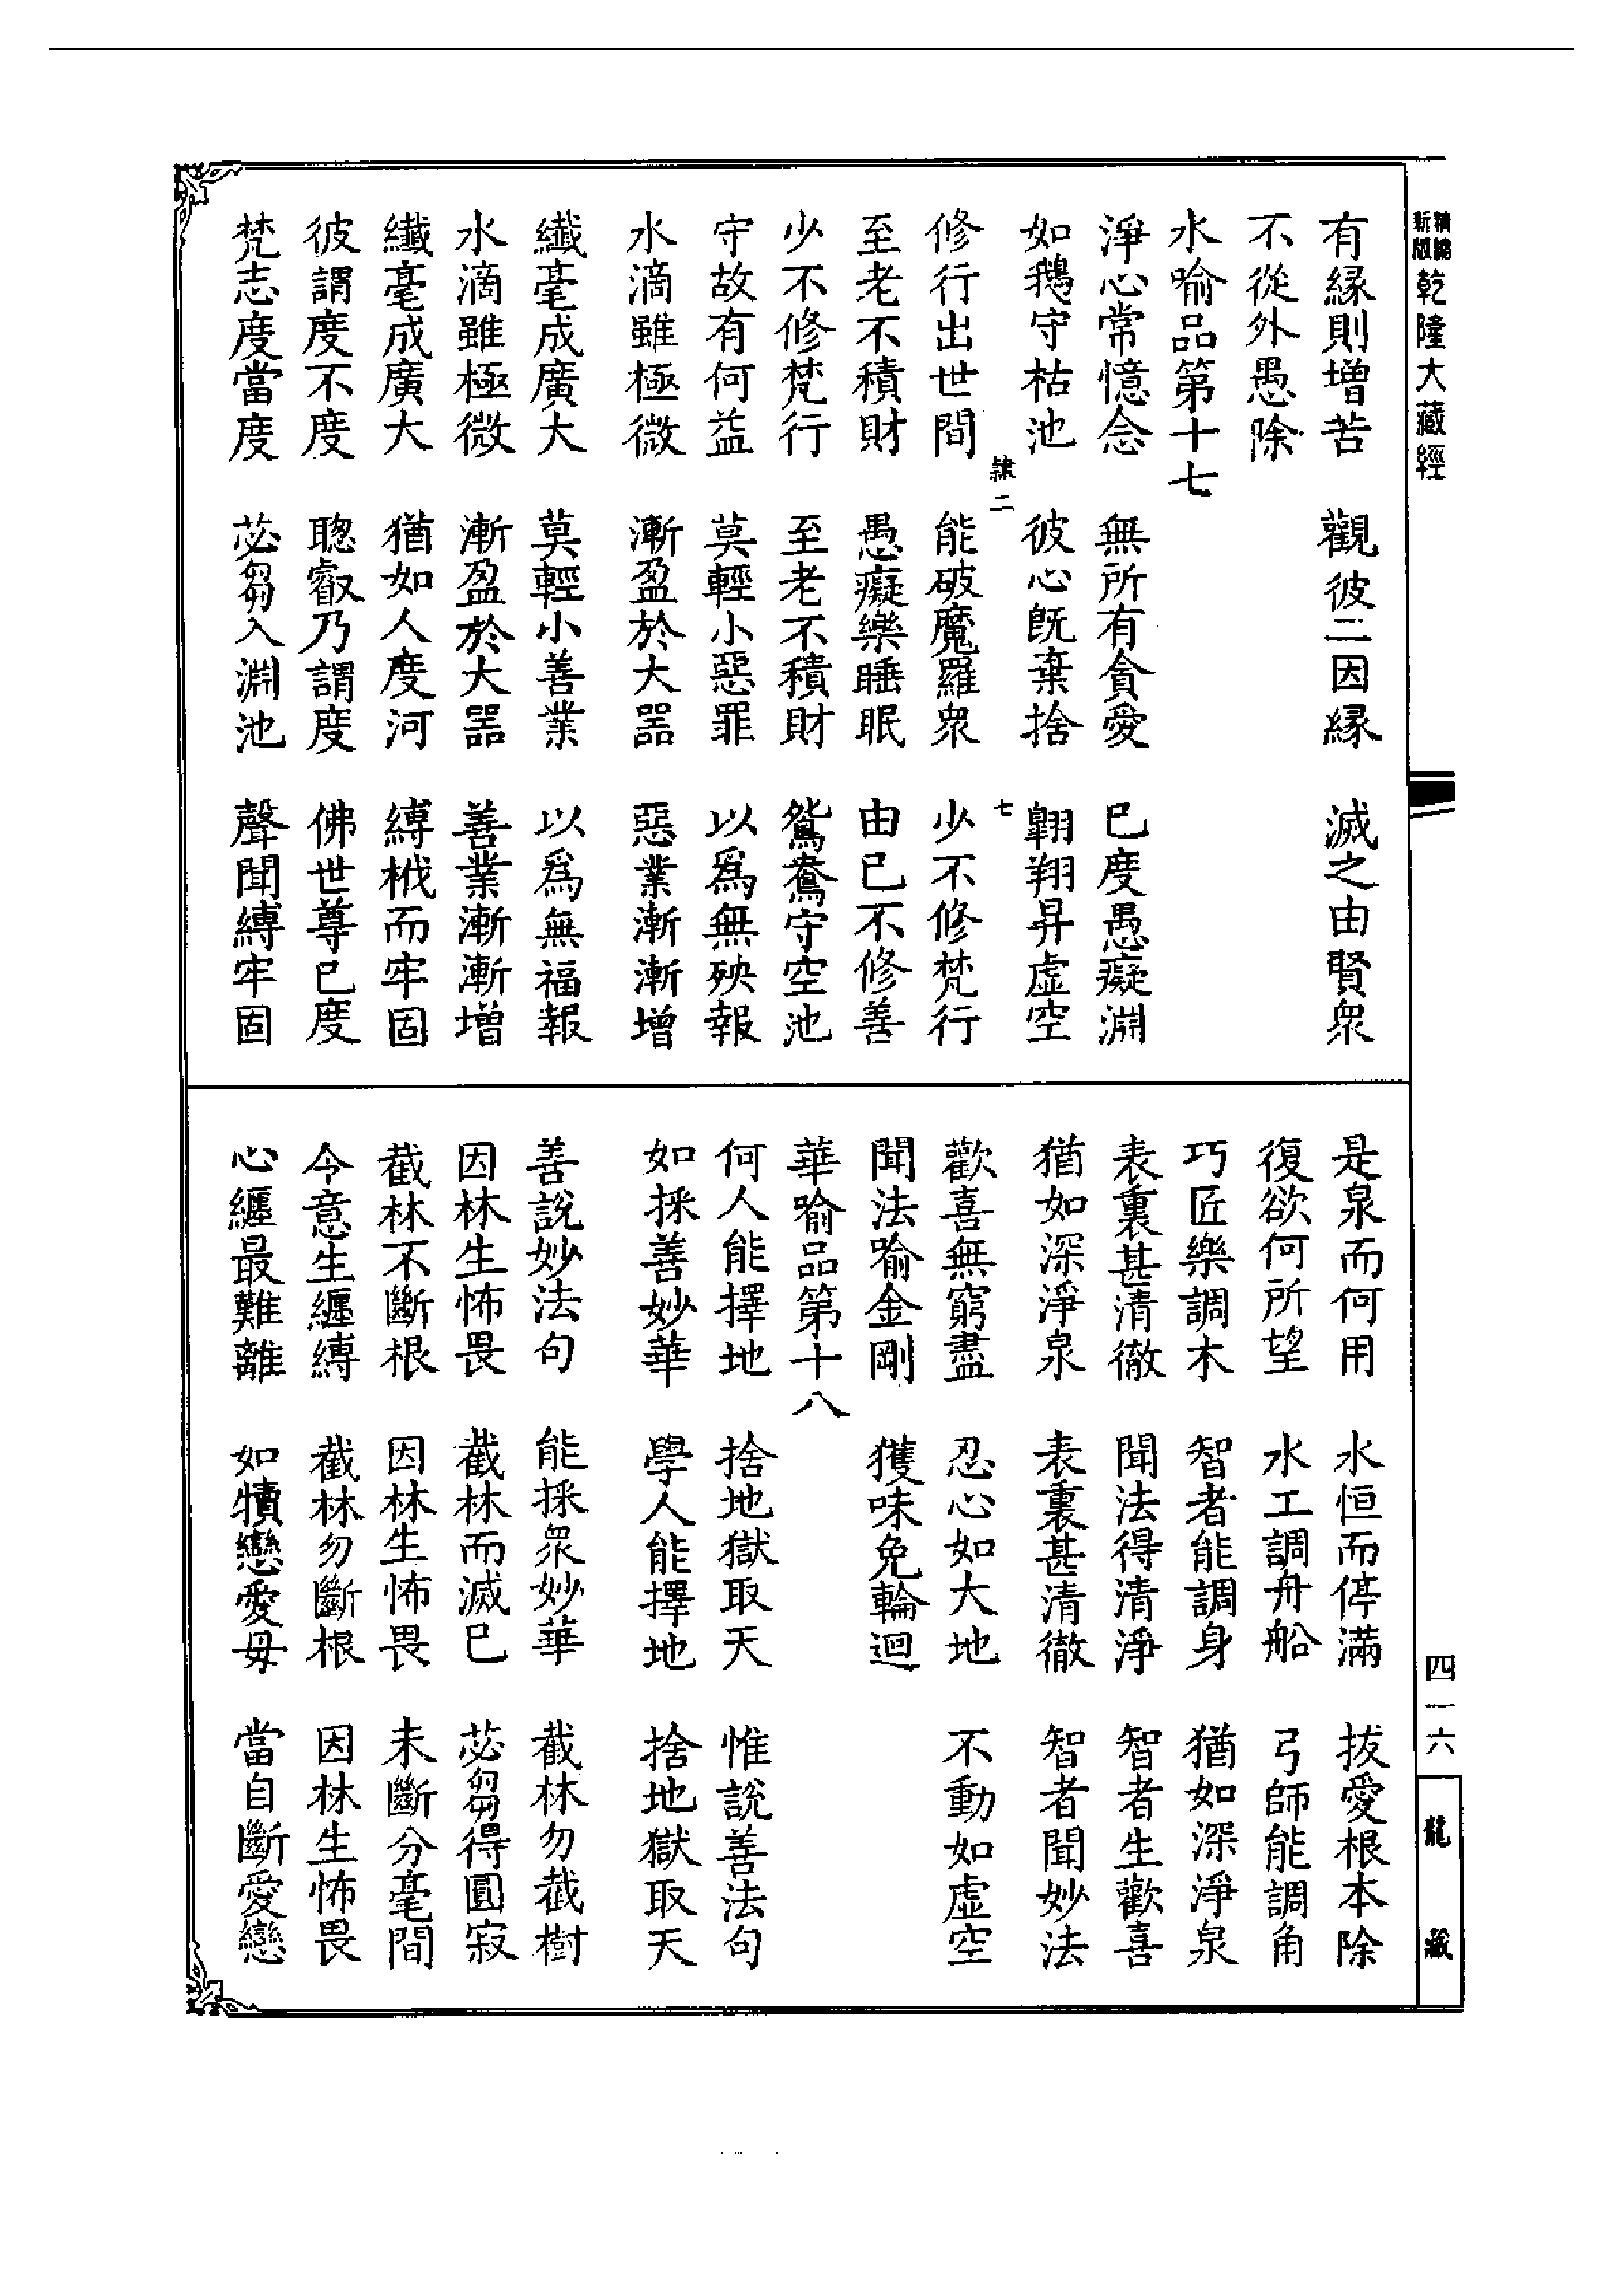 精編新版乾隆大藏經
有緣則增苦　觀彼二因緣　滅之由賢眾
不從外愚除
水喻品第十七
淨心常憶念　無所有貪愛　已度愚癡淵
如鵝守枯池　彼心旣棄捨　翱翔昇虛空
隸二　七
修行出世間　能破魔羅眾　少不修梵行
至老不積財　愚癡樂睡眠　由已不修善
少不修梵行　至老不積財　鴛鴦守空池
守故有何益　莫輕小惡罪　以爲無殃報
水滴雖極微　漸盈於大器　惡業漸漸增
纖毫成廣大　莫輕小善業　以爲無福報
水滴雖極微　漸盈於大器　善業漸漸增
纖毫成廣大　猶如人度河　縛栰而牢固
彼謂度不度　聰叡乃謂度　佛世尊已度
梵志度當度　苾芻入淵池　聲聞縛牢固
是泉而何用　水恒而停滿　拔愛根本除
復欲何所望　水工調舟船　弓師能調角
巧匠樂調木　智者能調身　猶如深淨泉
表裏甚清徹　聞法得清淨　智者生歡喜
猶如深淨泉　表裏甚清徹　智者聞妙法
歡喜無窮盡　忍心如大地　不動如虛空
聞法喻金剛　獲味免輪迴
華喻品第十八
何人能擇地　捨地獄取天　惟說善法句
如採善妙華　學人能擇地　捨地獄取天
善說妙法句　能採眾妙華　截林勿截樹
因林生怖畏　截林而滅已　苾芻得圓寂
截林不斷根　因林生怖畏　未斷分毫間
今意生纏縛　截林勿斷根　因林生怖畏
心纏最難離　如犢戀愛母　當自斷愛戀
四一六
龍藏